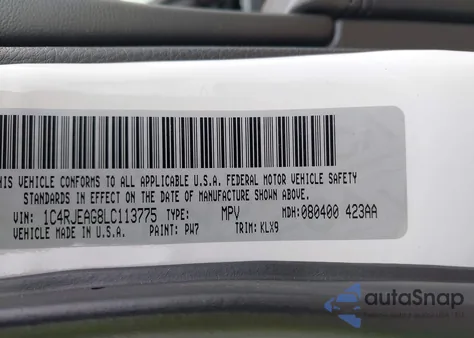 HIS VEHICLE CONFORMS TO ALL APPLICABLE U.S.A. FEDERAL MOTOR VEHICLE SAFETY
STANDARDS IN EFFECT ON THE DATE OF MANUFACTURE SHOWN ABOVE.
VIN: 1C4RJEAG8LC113775 TYPE: MPV MDH: 080400 423AA
VEHICLE MADE IN U.S.A. PAINT: PW7 TRIM: KLX9
autoSnap